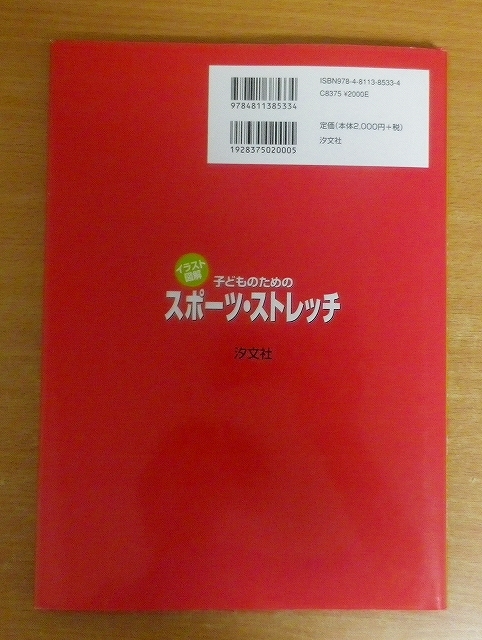 ISBN978-4-8113-8533-4
C8375 ¥2000E
9784811385334
定価(本体2,000円+税)
汐文社
1928375020005
イラスト
図解
子どものための
スポーツ・ストレッチ
汐文社